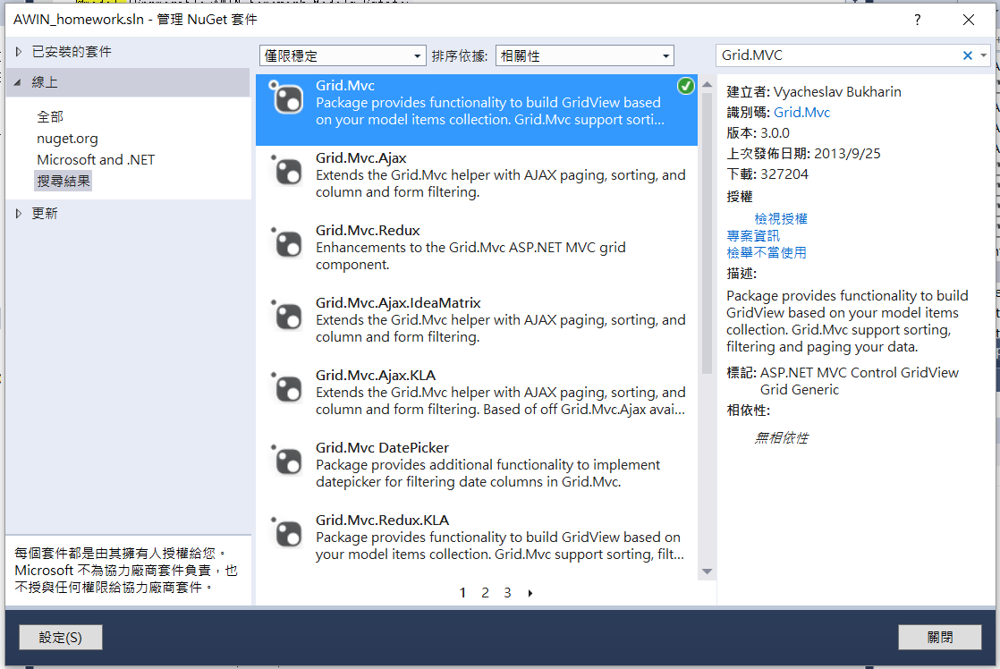 AWIN_homework.sln - 管理 NuGet 套件
?
已安裝的套件
線上
全部
nuget.org
Microsoft and .NET
搜尋結果
更新
每個套件都是由其擁有人授權給您。
Microsoft 不為協力廠商套件負責，也
不授與任何權限給協力廠商套件。
僅限穩定
排序依據:
相關性
Grid.Mvc
Package provides functionality to build GridView based
on your model items collection. Grid.Mvc support sorti...
Grid.Mvc.Ajax
Extends the Grid.Mvc helper with AJAX paging, sorting, and
column and form filtering.
Grid.Mvc.Redux
Enhancements to the Grid.Mvc ASP.NET MVC grid
component.
Grid.Mvc.Ajax.IdeaMatrix
Extends the Grid.Mvc helper with AJAX paging, sorting, and
column and form filtering.
Grid.Mvc.Ajax.KLA
Extends the Grid.Mvc helper with AJAX paging, sorting, and
column and form filtering. Based of off Grid.Mvc.Ajax avai...
Grid.Mvc DatePicker
Package provides additional functionality to implement
datepicker for filtering date columns in Grid.Mvc.
Grid.Mvc.Redux.KLA
Package provides functionality to build GridView based on
your model items collection. Grid.Mvc support sorting, filt...
1 2 3
Grid.MVC
建立者: Vyacheslav Bukharin
識別碼: Grid.Mvc
版本: 3.0.0
上次發佈日期: 2013/9/25
下載: 327204
授權
檢視授權
專案資訊
檢舉不當使用
描述:
Package provides functionality to build
GridView based on your model items
collection. Grid.Mvc support sorting,
filtering and paging your data.
標記: ASP.NET MVC Control GridView
Grid Generic
相依性:
無相依性
設定(S)
關閉